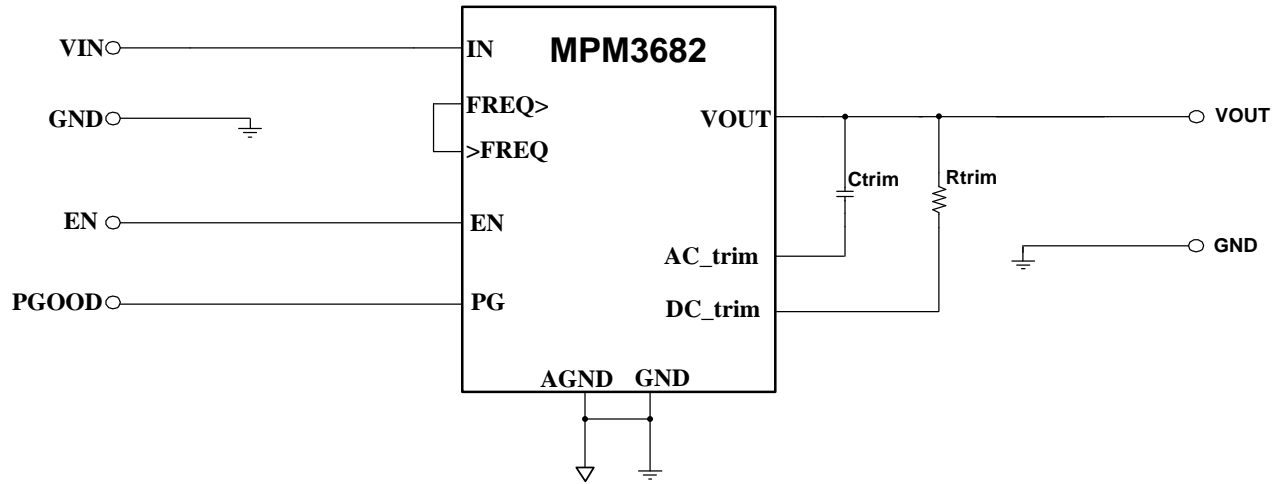 MPM3682
VIN
IN
FREQ>
GND
VOUT
VOUT
>FREQ
Ctrim
Rtrim
EN
EN
AC_trim
GND
PGOOD
PG
DC_trim
AGND
GND